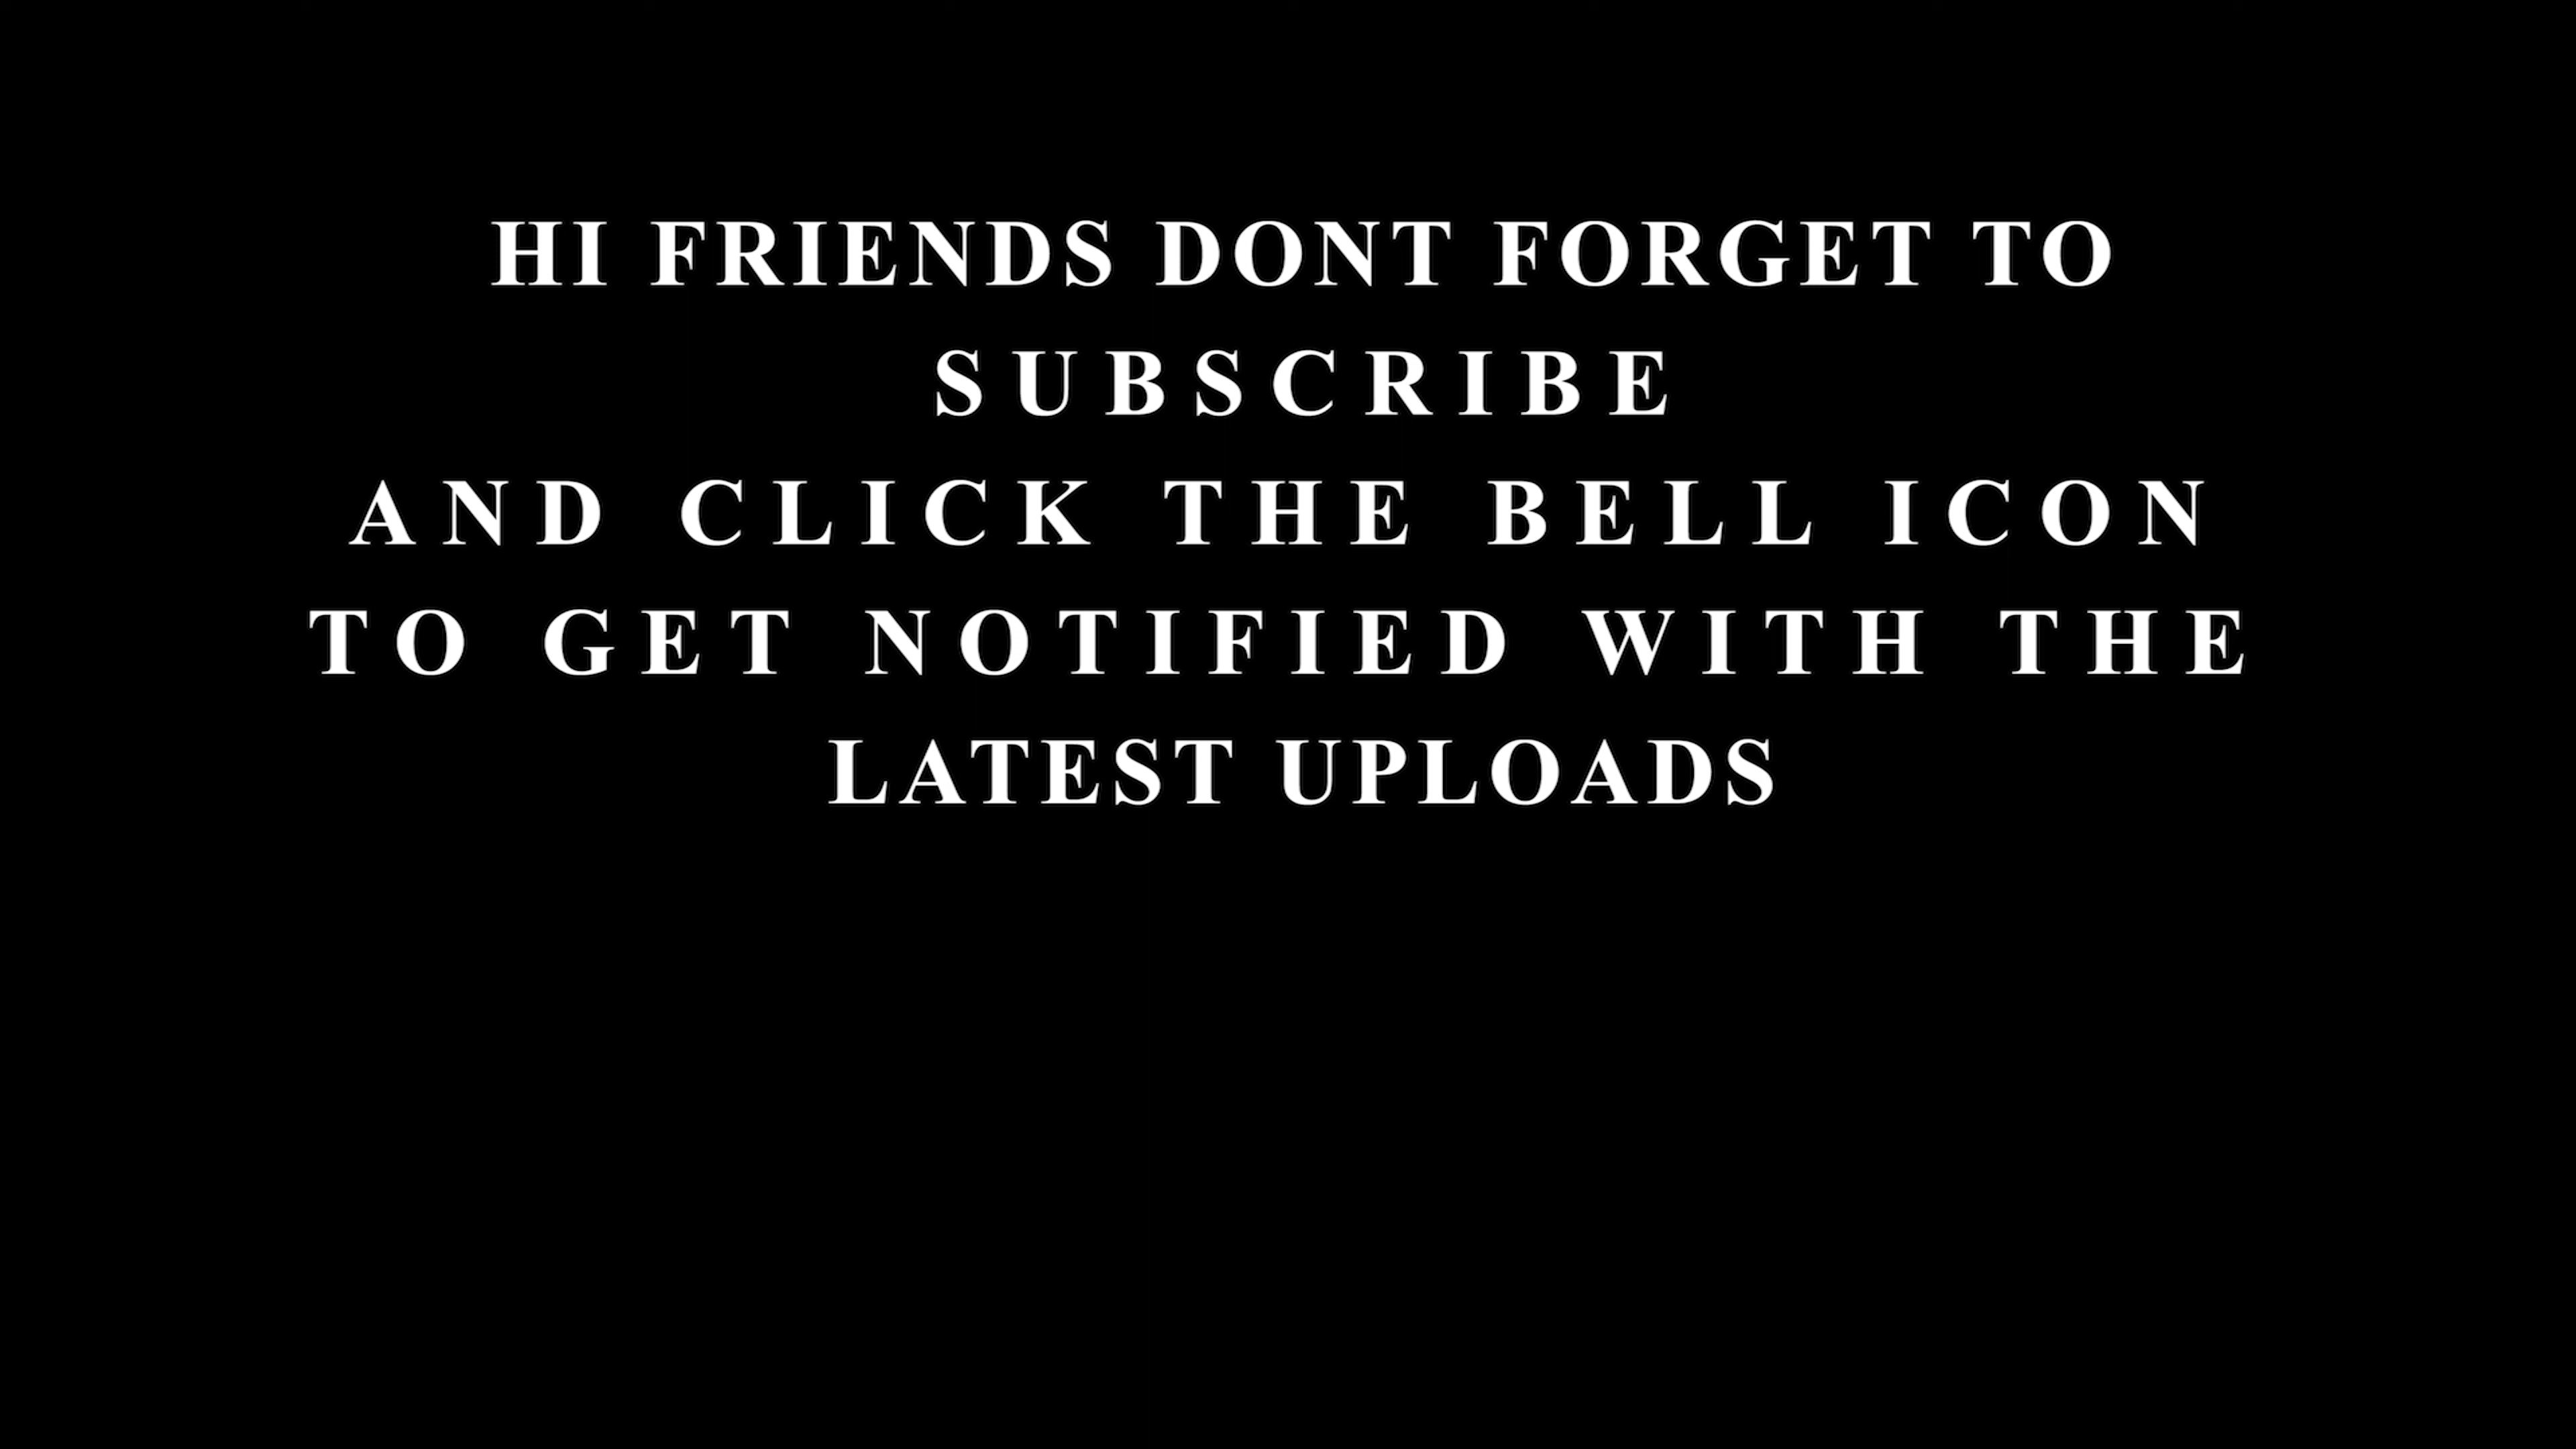 HI FRIENDS DONT FORGET TO
SUBSCRIBE
AND CLICK THE BELL ICON
TO GET NOTIFIED WITH THE
LATEST UPLOADS